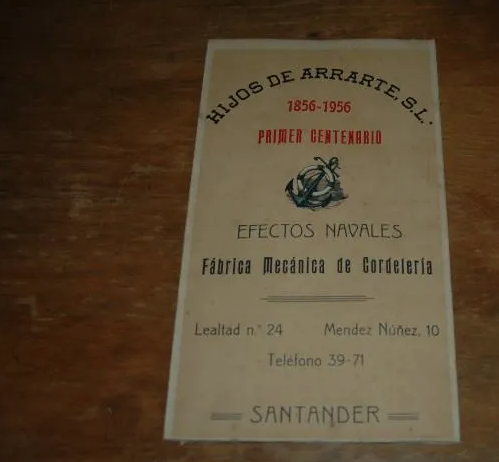 HIJOS DE ARRARTE, S.L.
1856-1956
PRIMER CENTENARIO
EFECTOS NAVALES
Fábrica Mecánica de Cordelería
Lealtad n.° 24 Mendez Núñez, 10
Teléfono 39-71
SANTANDER